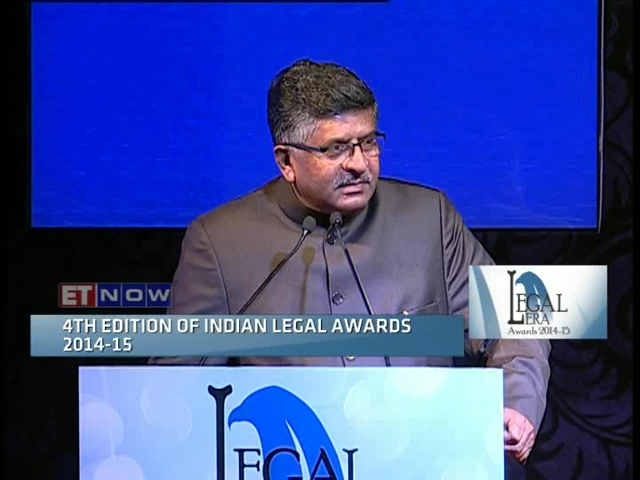 ET NOW
4TH EDITION OF INDIAN LEGAL AWARDS
2014-15
LEGAL
ERA
Awards 2014-15
LEGAL